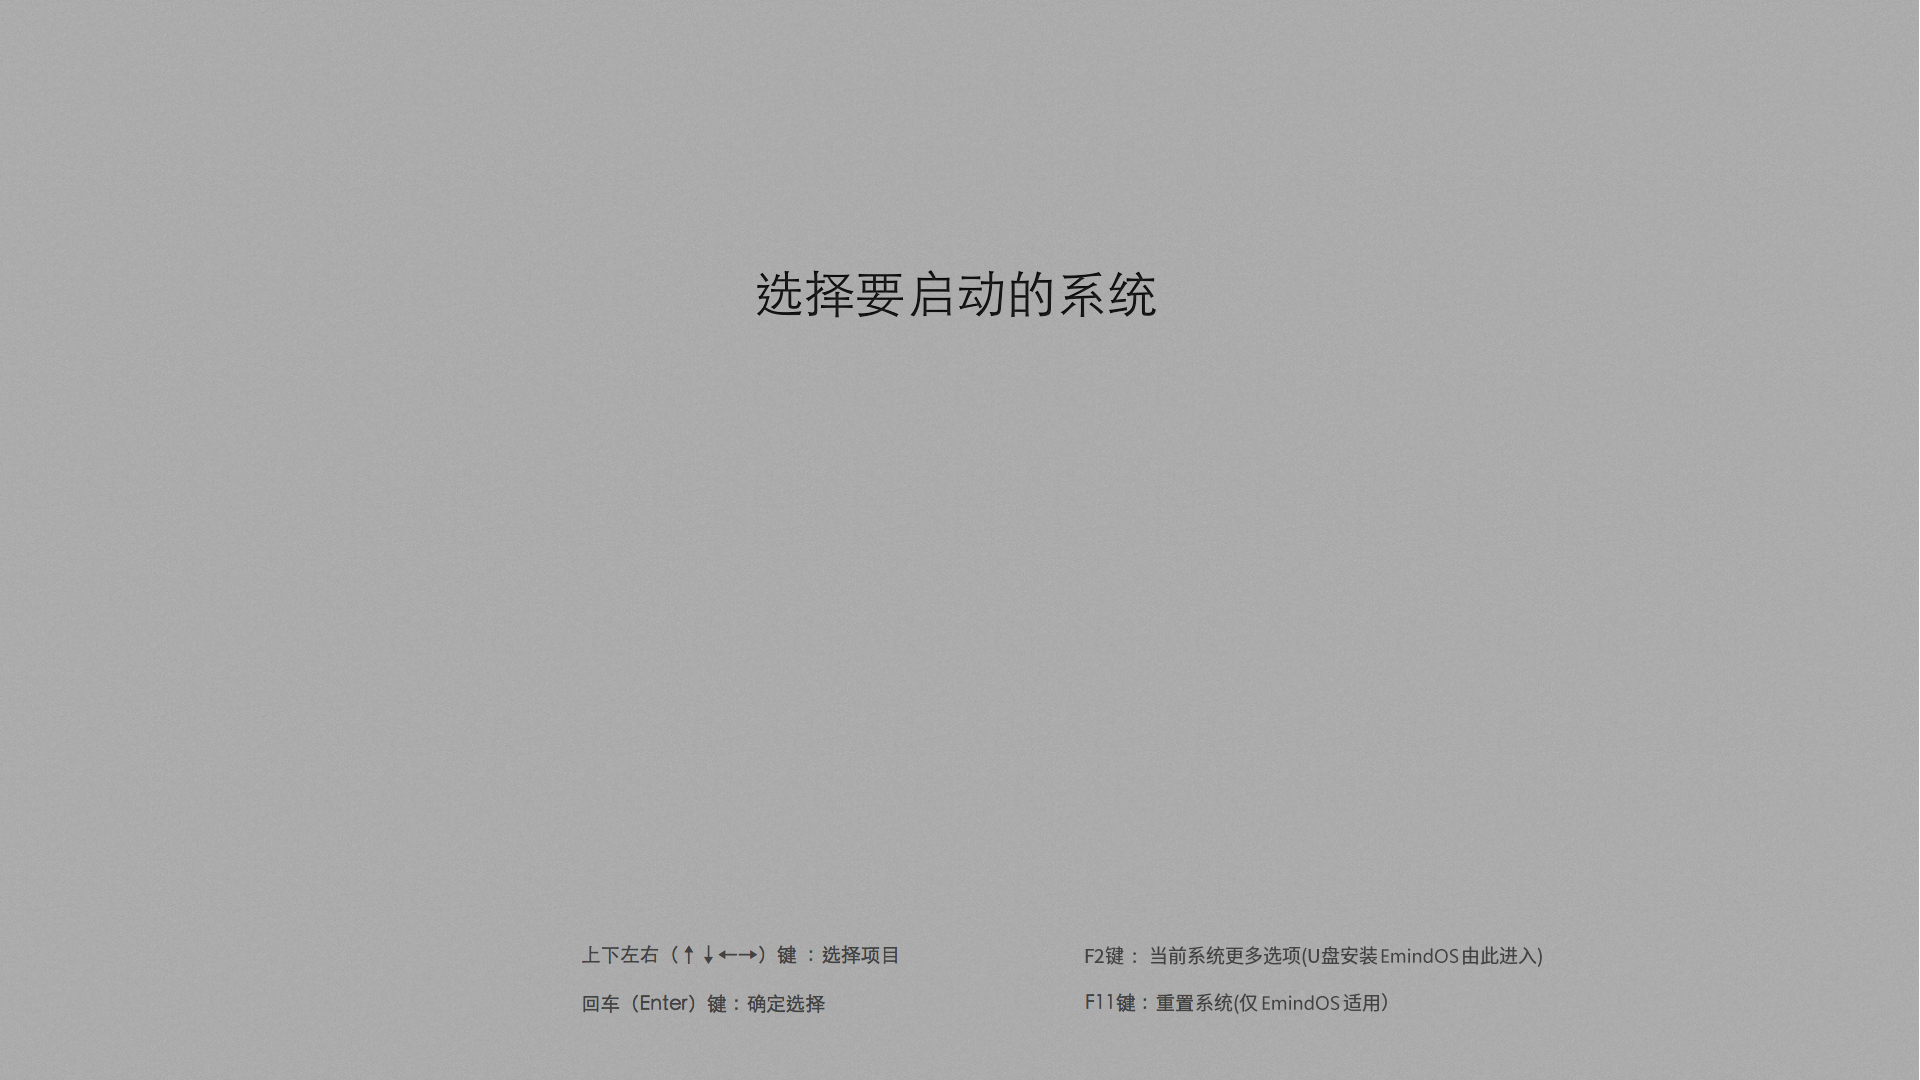 选择要启动的系统
上下左右（↑↓←→）键 ：选择项目
F2键 ：当前系统更多选项(U盘安装EmindOS由此进入)
回车（Enter）键：确定选择
F11键：重置系统(仅EmindOS适用）